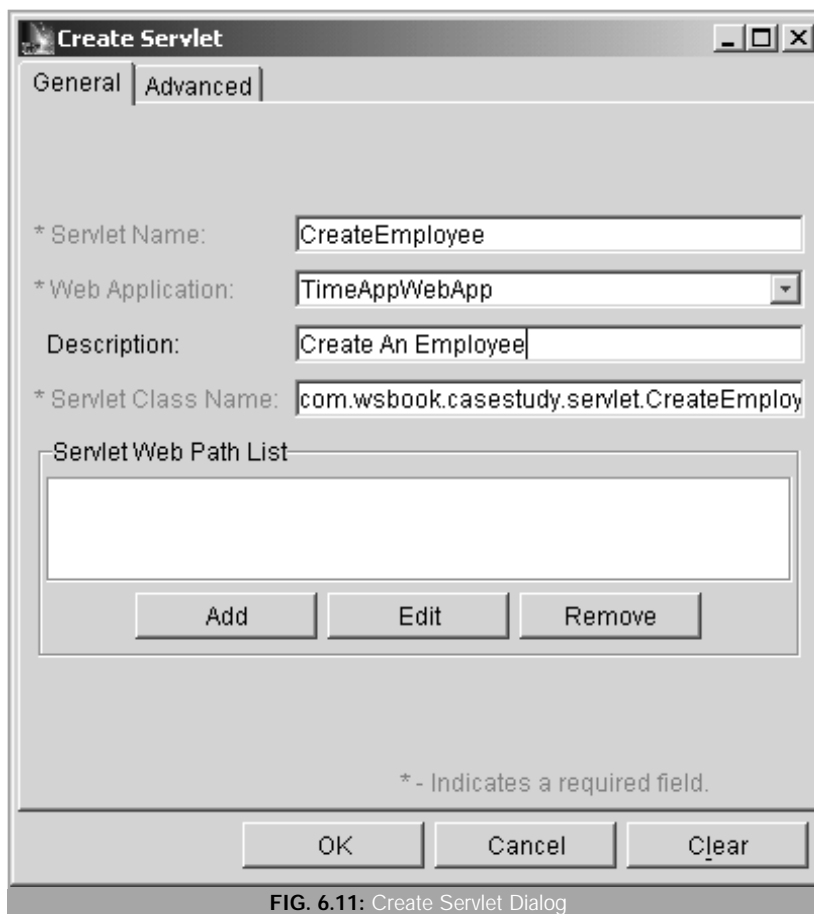 Create Servlet
General Advanced
* Servlet Name: CreateEmployee
* Web Application: TimeAppWebApp
Description: Create An Employee
* Servlet Class Name: com.wsbook.casestudy.servlet.CreateEmploy
Servlet Web Path List
Add Edit Remove
* - Indicates a required field.
OK Cancel Clear
FIG. 6.11: Create Servlet Dialog